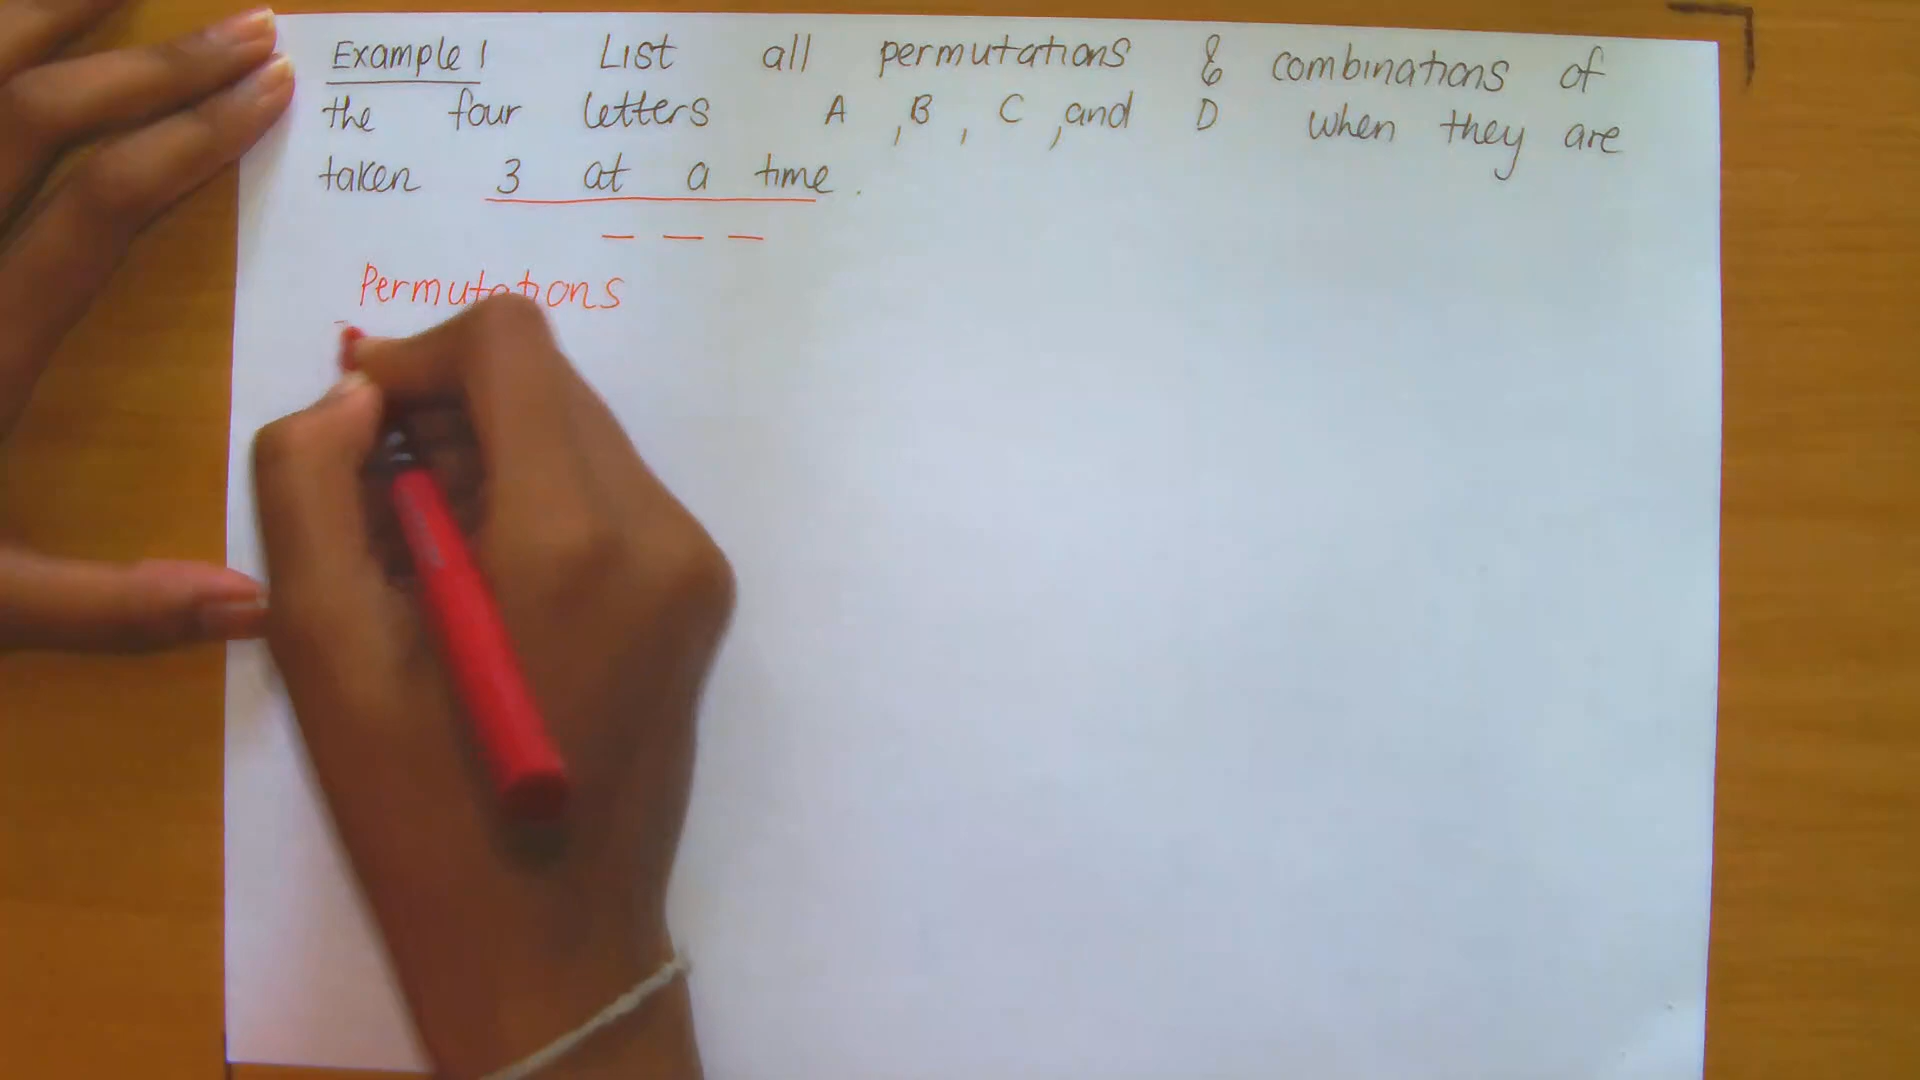 Example 1 List all permutations & combinations of
the four letters A, B, C, and D when they are
taken 3 at a time.
Permutations